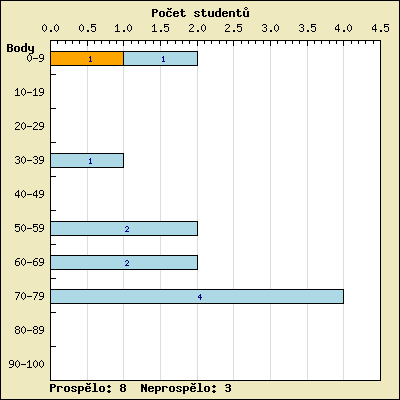 Počet studentů
0.0 0.5 1.0 1.5 2.0 2.5 3.0 3.5 4.0 4.5
Body
0-9 1 1
10-19
20-29
30-39 1
40-49
50-59 2
60-69 2
70-79 4
80-89
90-100
Prospělo: 8 Neprospělo: 3